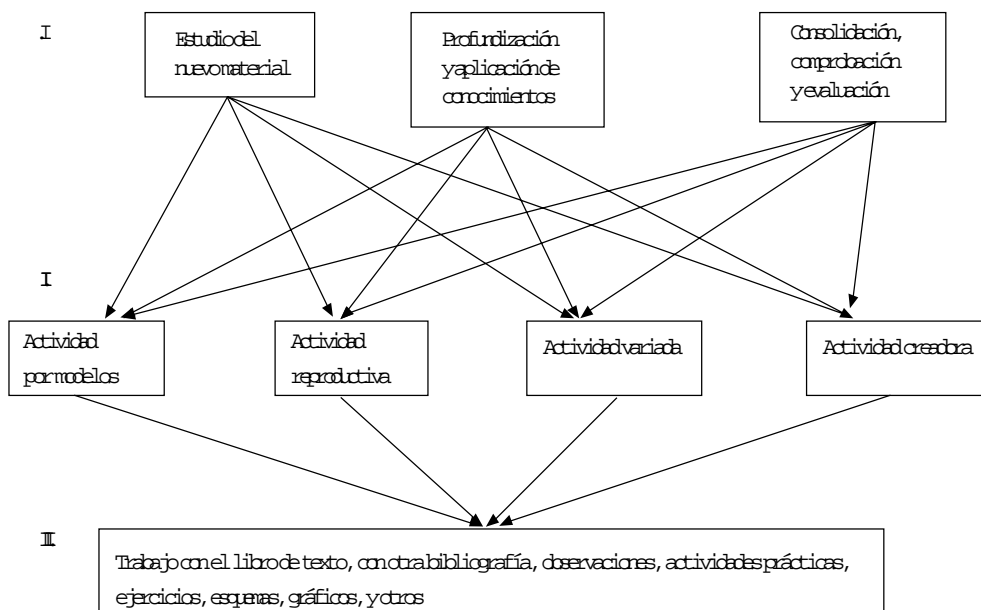 .I
Estudio del
nuevo material
Profundización
y aplicación de
conocimientos
Consolidación,
comprobación
y evaluación
I
Actividad
por modelos
Actividad
reproductiva
Actividad variada
Actividad creadora
III
Trabajo con el libro de texto, con otra bibliografía, observaciones, actividades prácticas,
ejercicios, esquemas, gráficos, y otros